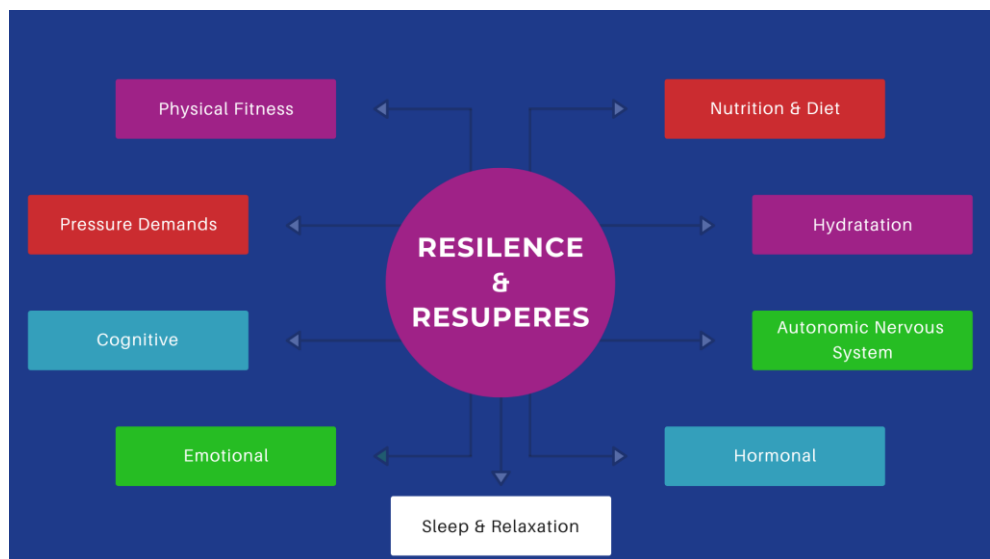 Physical Fitness
Nutrition & Diet
Pressure Demands
Hydratation
RESILENCE
&
RESUPERES
Cognitive
Autonomic Nervous
System
Emotional
Hormonal
Sleep & Relaxation